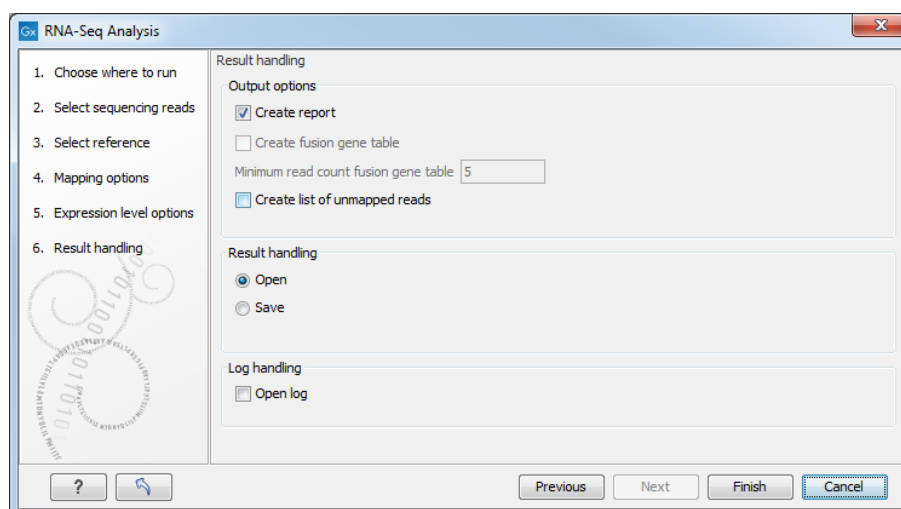 Gx RNA-Seq Analysis
X
1. Choose where to run
2. Select sequencing reads
3. Select reference
4. Mapping options
5. Expression level options
6. Result handling
Result handling
Output options
Create report
Create fusion gene table
Minimum read count fusion gene table 5
Create list of unmapped reads
Result handling
Open
Save
Log handling
Open log
? Previous Next Finish Cancel